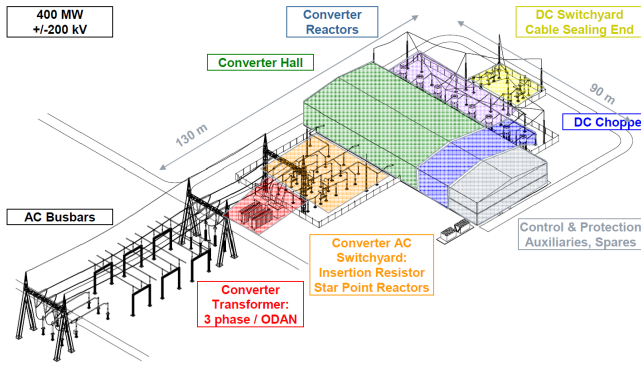 400 MW
+/-200 kV
Converter
Reactors
DC Switchyard
Cable Sealing End
Converter Hall
130 m
90 m
DC Choppe
AC Busbars
Control & Protection
Auxiliaries, Spares
Converter AC
Switchyard:
Insertion Resistor
Star Point Reactors
Converter
Transformer:
3 phase / ODAN